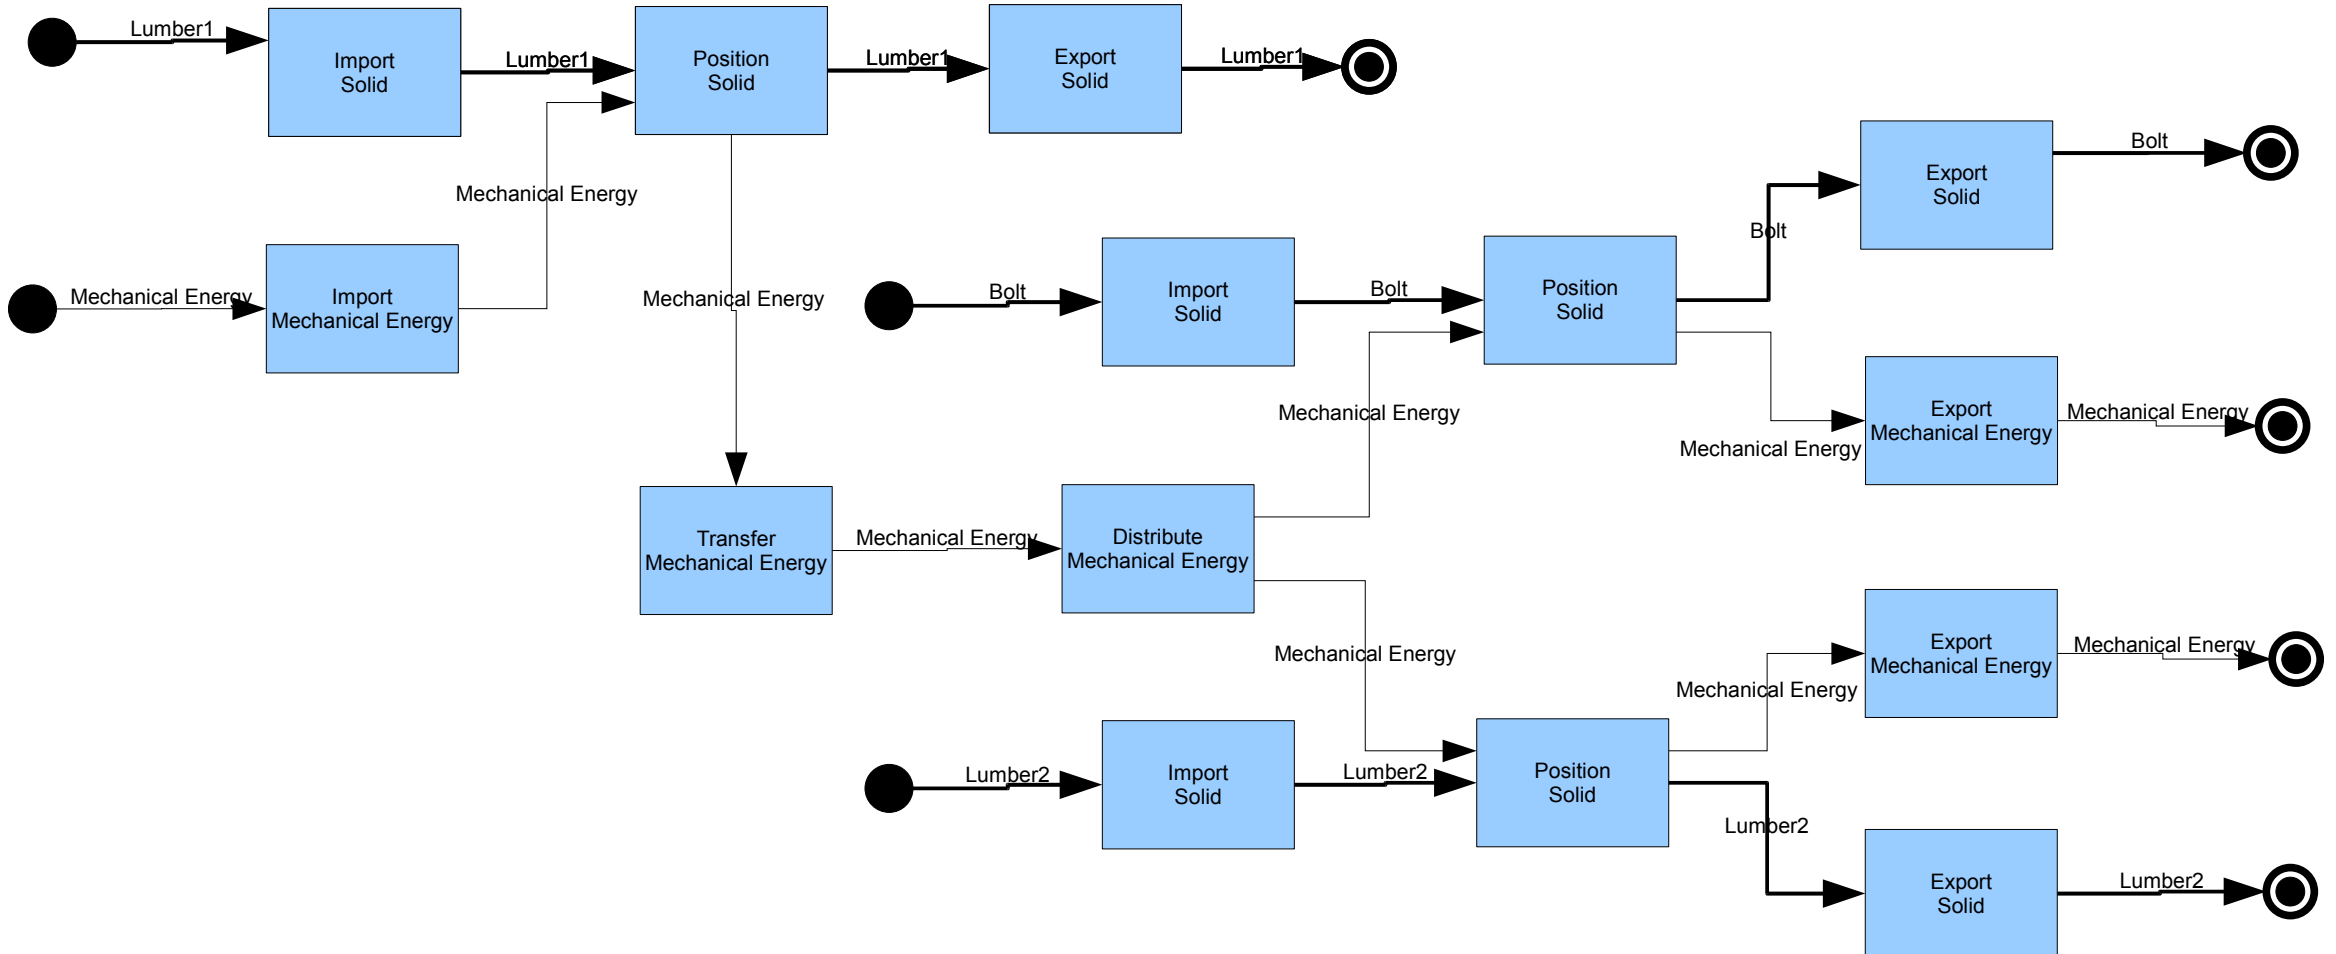 Lumber1
Import
Solid
Lumber1
Position
Solid
Lumber1
Export
Solid
Lumber1
Mechanical Energy
Import
Mechanical Energy
Mechanical Energy
Mechanical Energy
Bolt
Import
Solid
Bolt
Position
Solid
Bolt
Export
Solid
Bolt
Mechanical Energy
Mechanical Energy
Export
Mechanical Energy
Mechanical Energy
Transfer
Mechanical Energy
Mechanical Energy
Distribute
Mechanical Energy
Mechanical Energy
Mechanical Energy
Export
Mechanical Energy
Mechanical Energy
Lumber2
Import
Solid
Lumber2
Position
Solid
Lumber2
Export
Solid
Lumber2